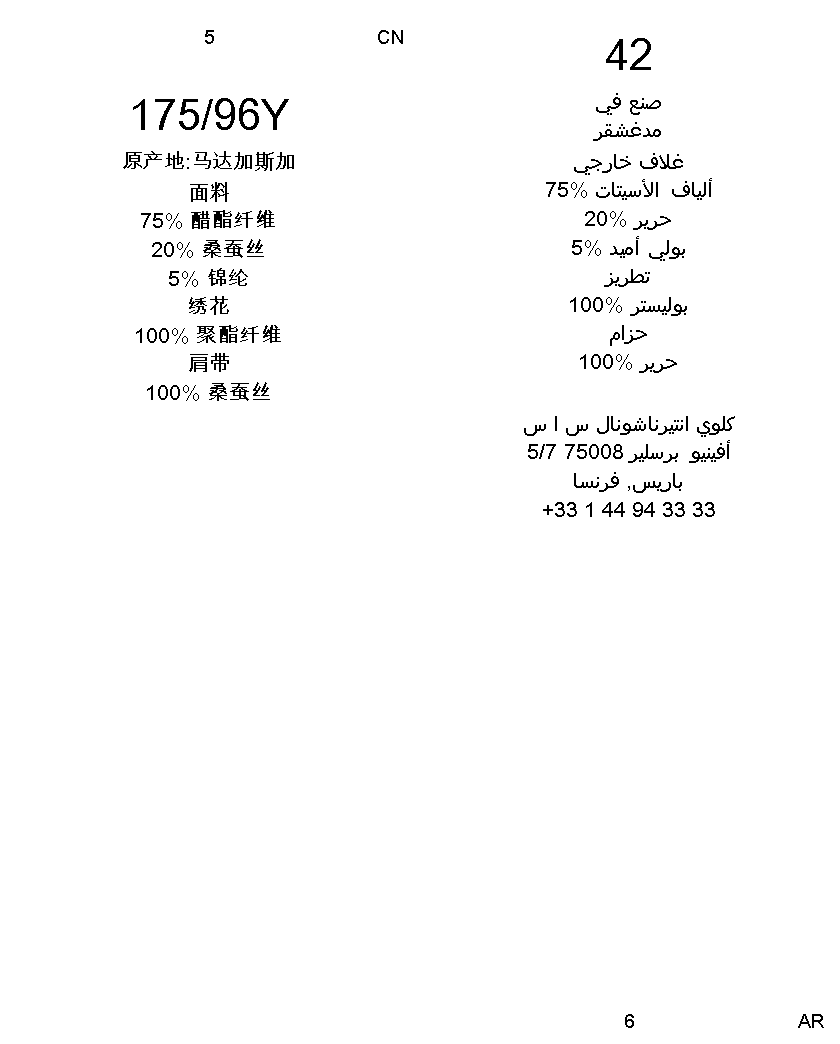 5
CN
175/96Y
原产地:马达加斯加
面料
75% 醋酯纤维
20% 桑蚕丝
5% 锦纶
绣花
100% 聚酯纤维
肩带
100% 桑蚕丝
42
صنع في
مدغشقر
غلاف خارجي
ألياف الأسيتات %75
حرير %20
بولي أميد %5
تطريز
بوليستر %100
حزام
حرير %100
كلوي انتيرناشونال س ا س
أفينيو برسلير 75008 5/7
باريس, فرنسا
+33 1 44 94 33 33
6
AR